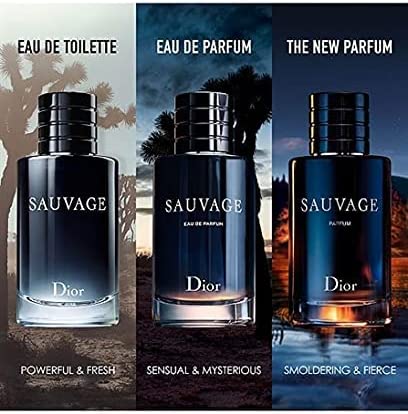 EAU DE TOILETTE
SAUVAGE
Dior
POWERFUL & FRESH
EAU DE PARFUM
SAUVAGE
EAU DE PARFUM
Dior
SENSUAL & MYSTERIOUS
THE NEW PARFUM
SAUVAGE
PARFUM
Dior
SMOLDERING & FIERCE